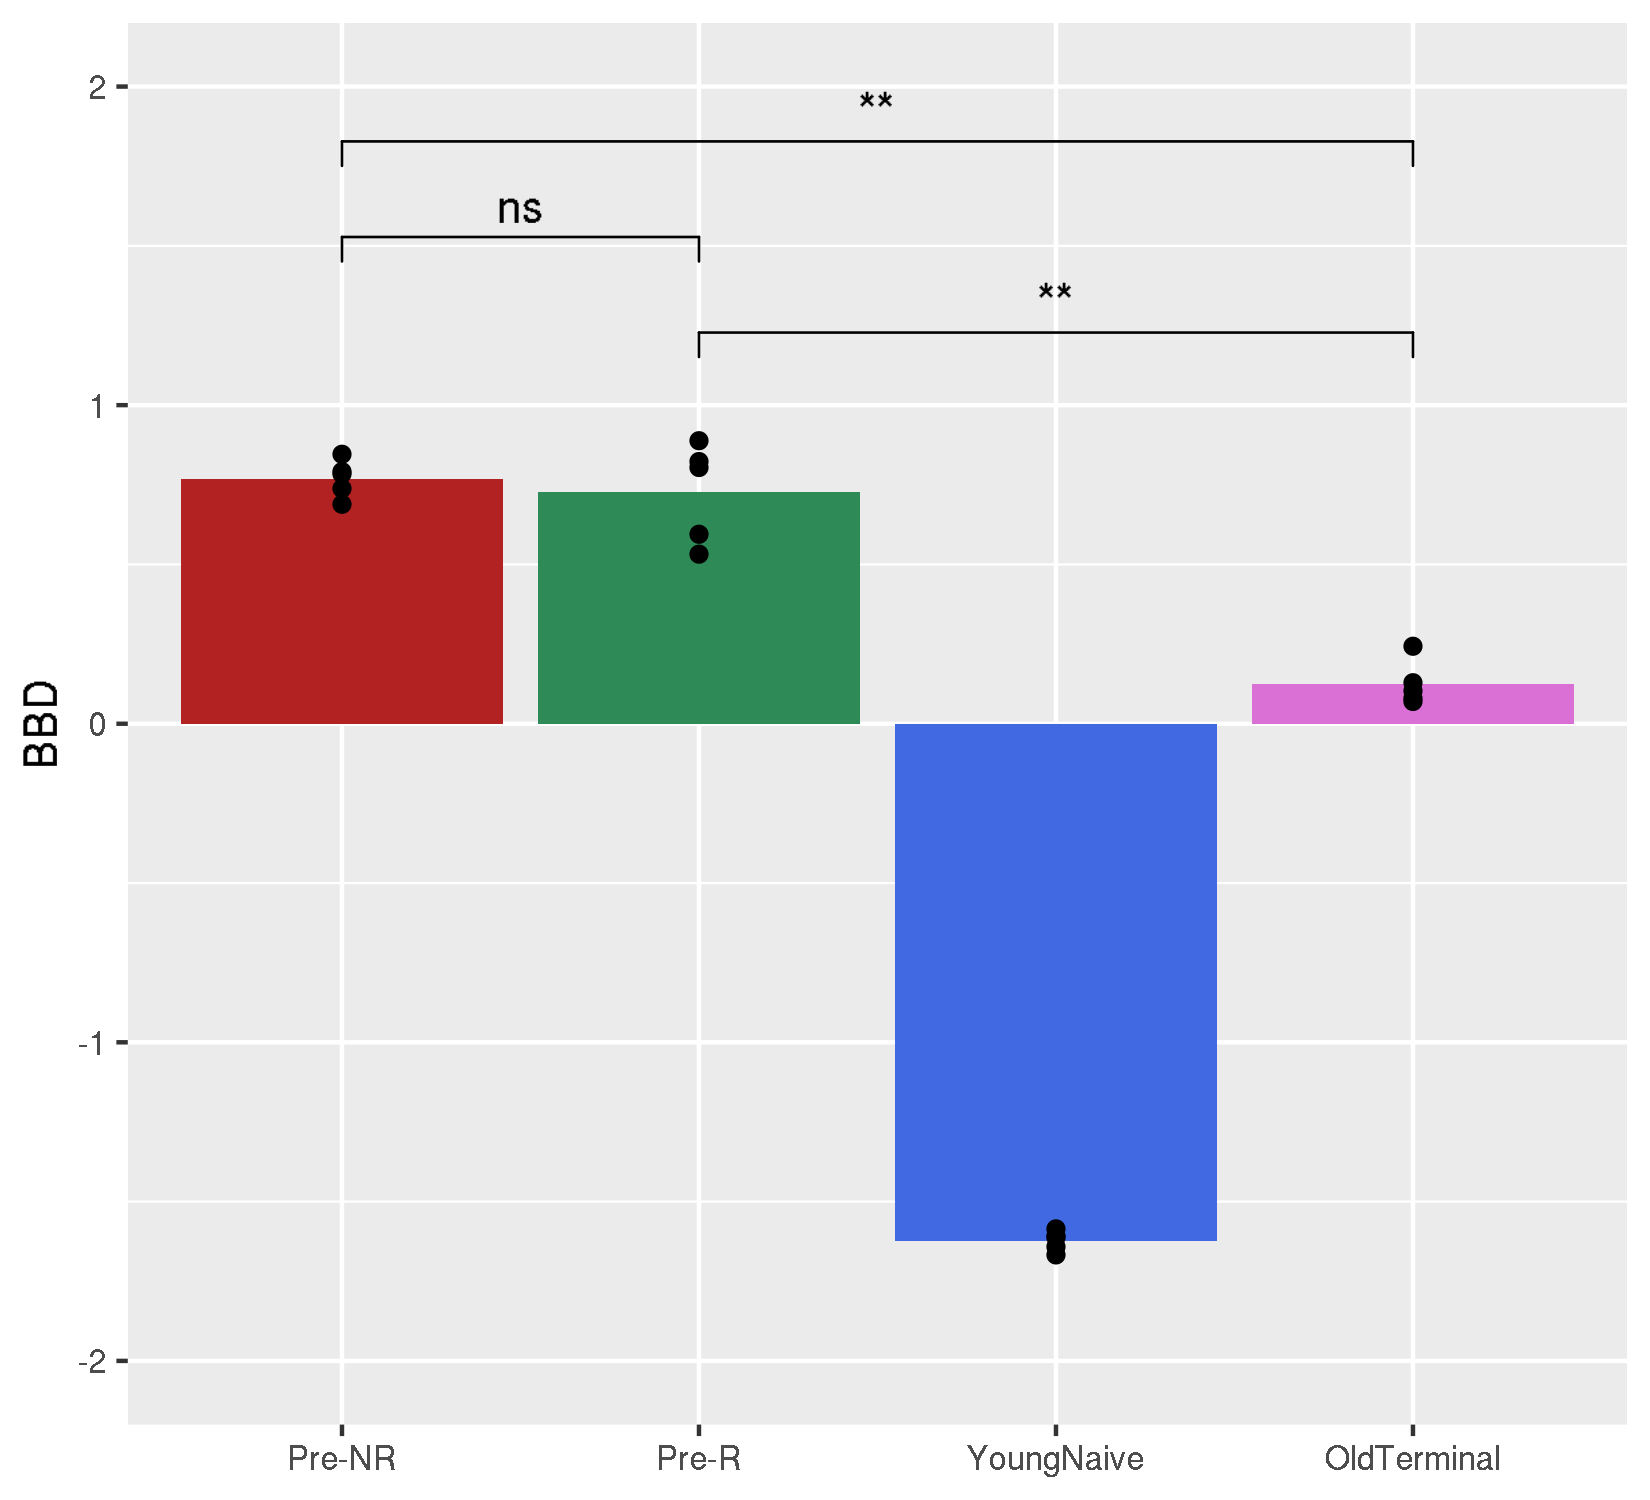 2
**
ns
**
1
BBD
0
-1
-2
Pre-NR
Pre-R
YoungNaive
OldTerminal